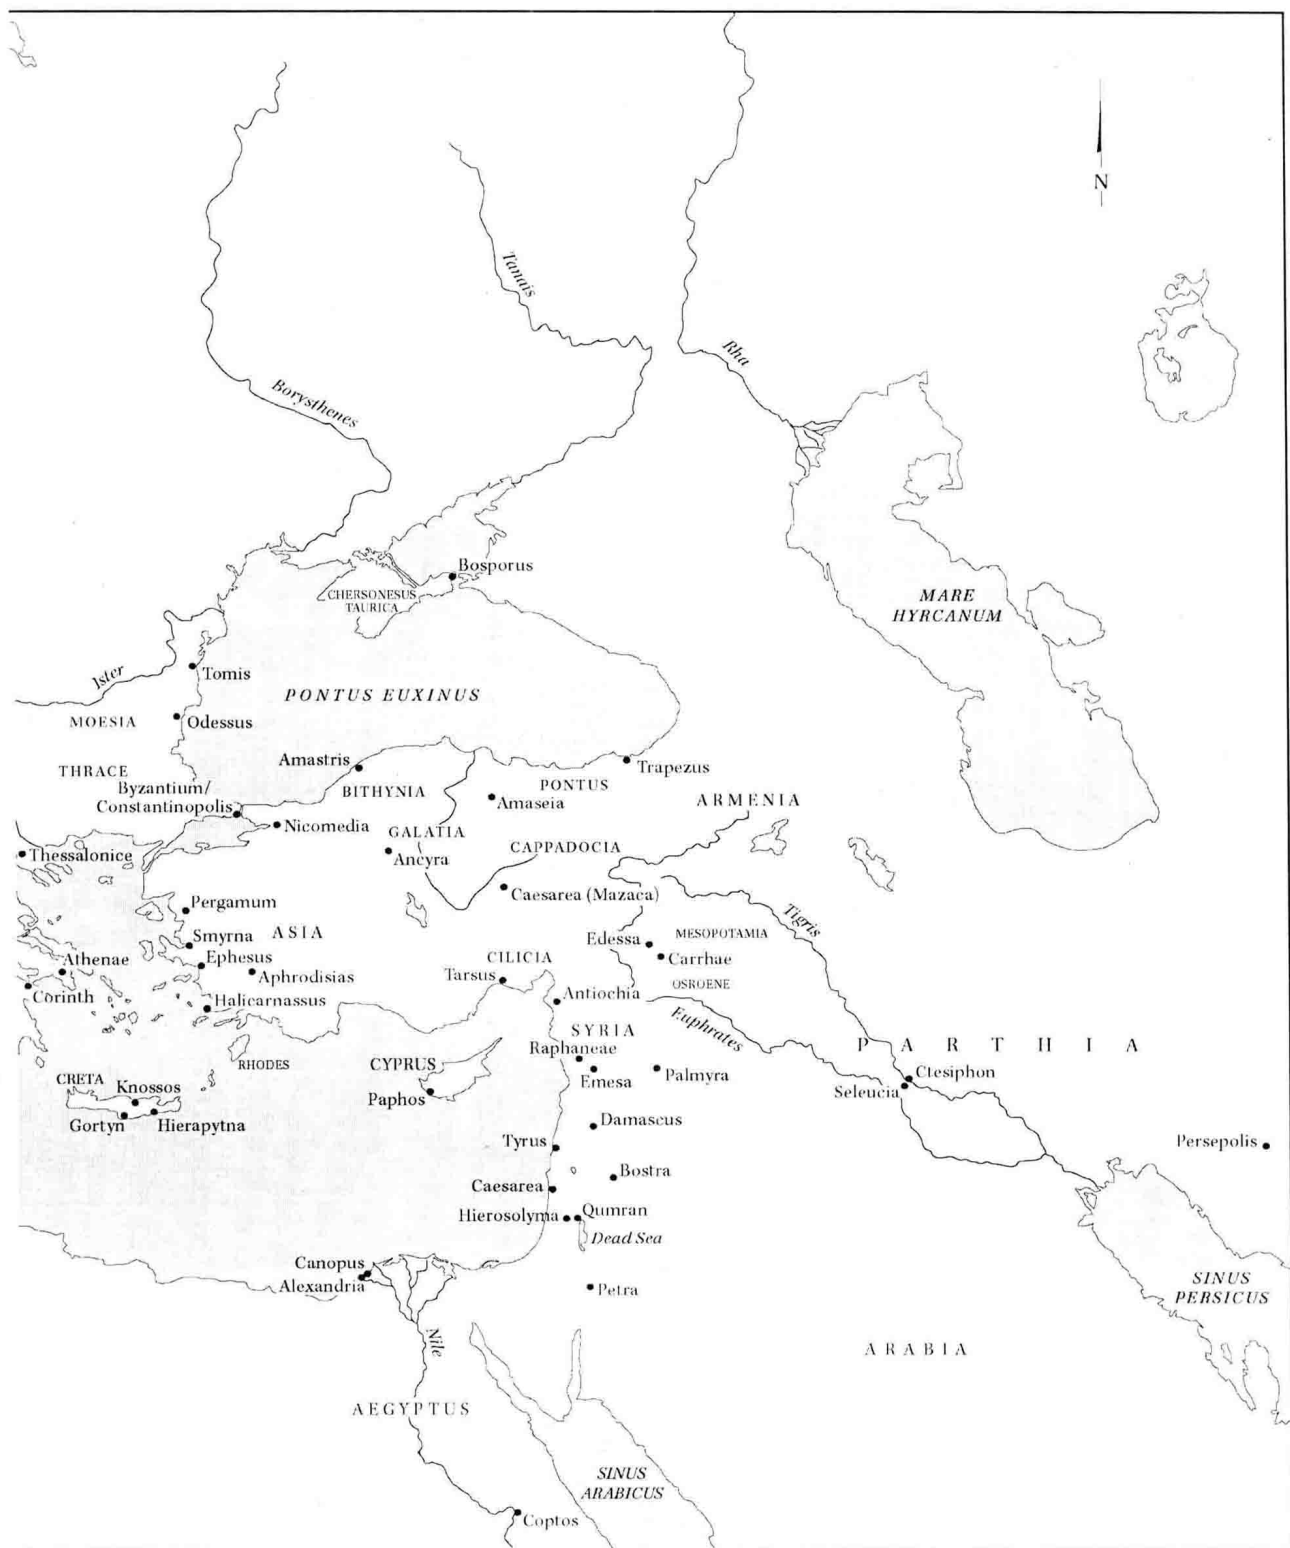 N
Tanais
Rha
Borysthenes
Bosporus
CHERSONESUS
TAURICA
MARE
HYRCANUM
Ister
Tomis
PONTUS EUXINUS
MOESIA
Odessus
THRACE
Amastris
Trapezus
Byzantium/
Constantinopolis
BITHYNIA
PONTUS
Amaseia
ARMENIA
Nicomedia
GALATIA
Thessalonice
Ancyra
CAPPADOCIA
Caesarea (Mazaca)
Pergamum
Tigris
Smyrna
ASIA
Edessa
MESOPOTAMIA
Athenae
Ephesus
Aphrodisias
CILICIA
Carrhae
Tarsus
OSROENE
Corinth
Halicarnassus
Antiochia
Euphrates
SYRIA
PARTHIA
Raphaneae
RHODES
CYPRUS
Emesa
Palmyra
Ctesiphon
Seleucia
CRETA
Knossos
Paphos
Gortyn
Hierapytna
Damascus
Tyrus
Persepolis
Bostra
Caesarea
Hierosolyma
Qumran
Dead Sea
Canopus
Alexandria
Petra
SINUS
PERSICUS
Nile
ARABIA
AEGYPTUS
SINUS
ARABICUS
Coptos